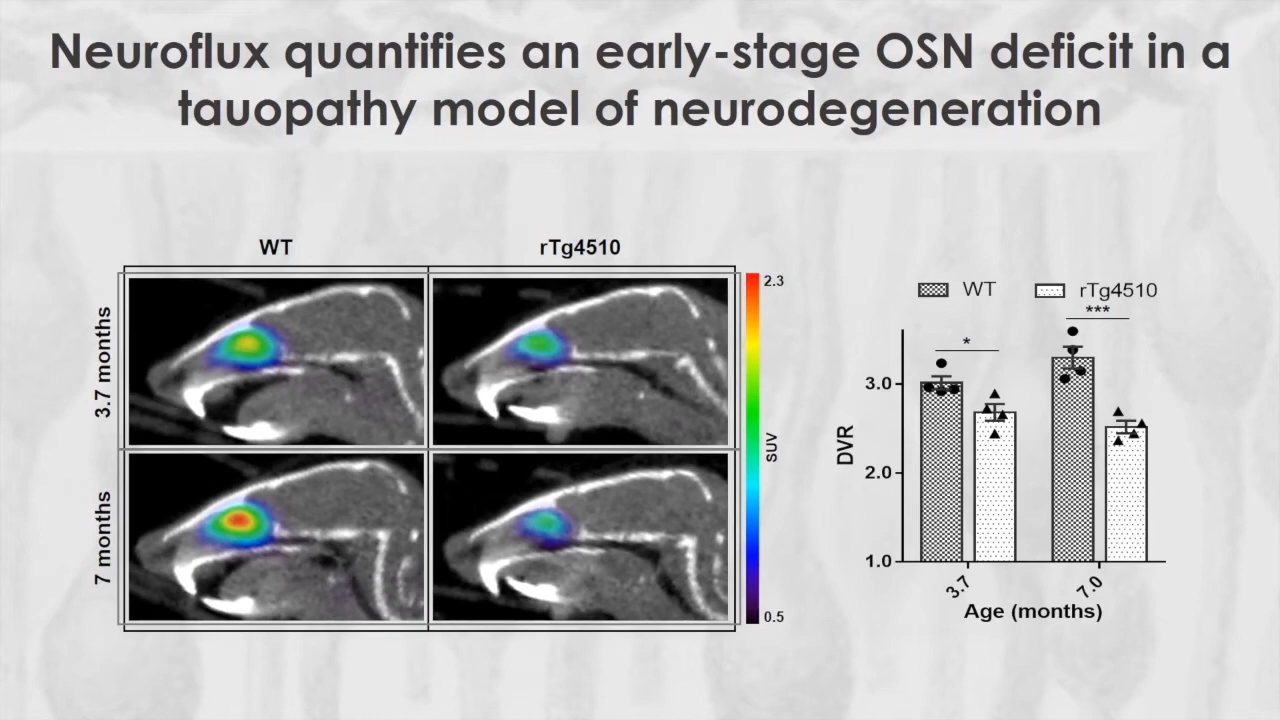 Neuroflux quantifies an early-stage OSN deficit in a
tauopathy model of neurodegeneration
WT
rTg4510
3.7 months
7 months
2.3
SUV
0.5
WT
rTg4510
*
***
DVR
3.0
2.0
1.0
3.7
7.0
Age (months)